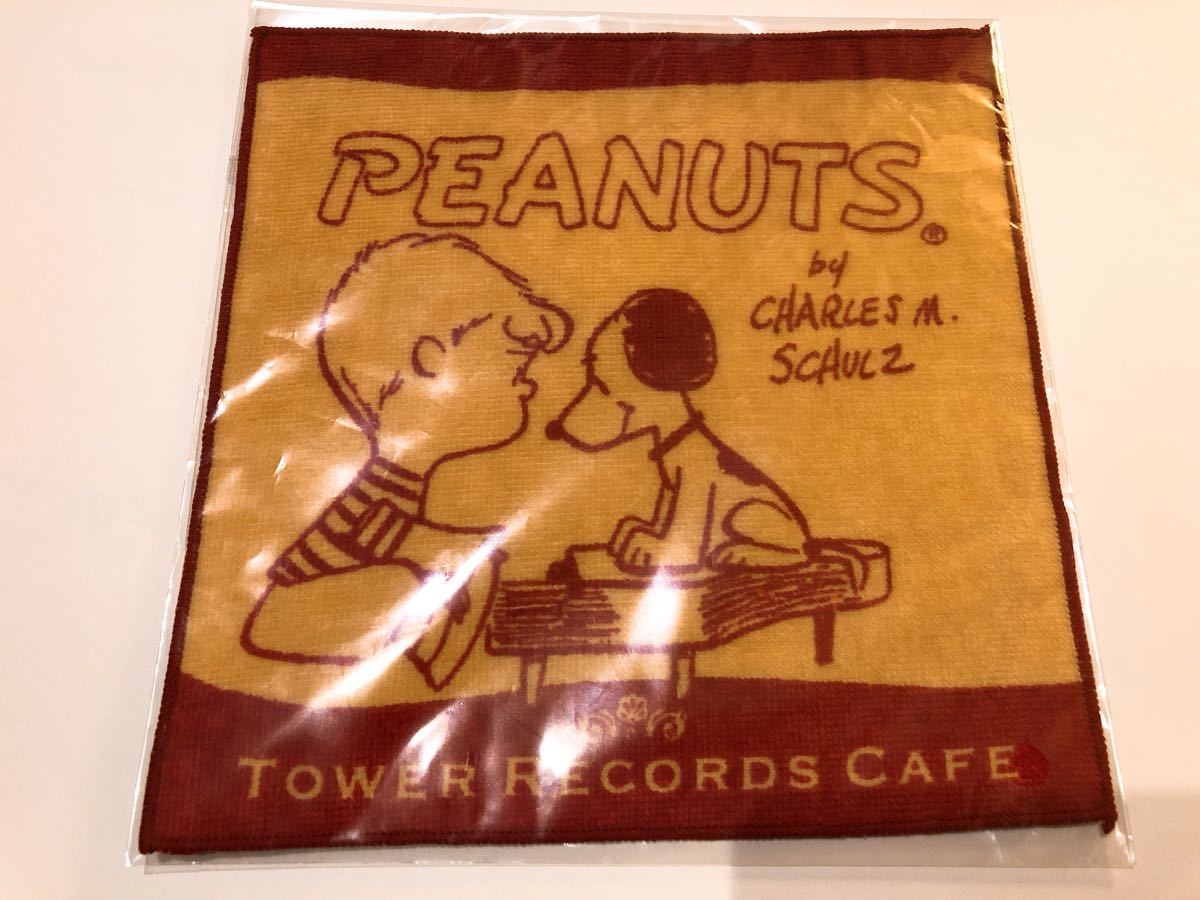 PEANUTS®
by
CHARLES M.
SCHULZ
TOWER RECORDS CAFE